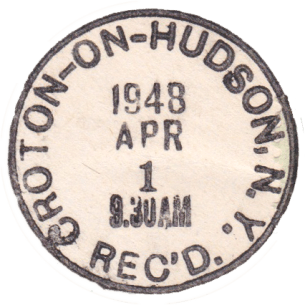 CROTON-ON-HUDSON, N.Y.
1948
APR
1
9.30AM
REC'D.